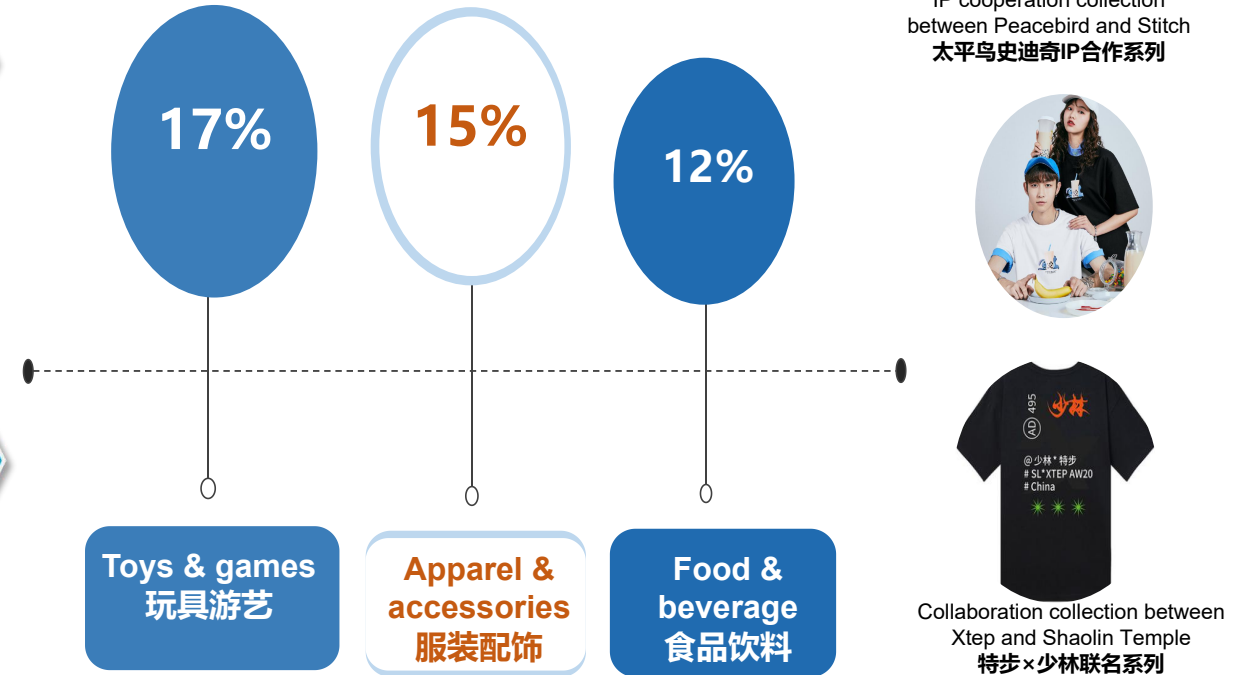 17%
15%
12%
Toys & games
玩具游艺
Apparel &
accessories
服装配饰
Food &
beverage
食品饮料
IP cooperation collection
between Peacebird and Stitch
太平鸟史迪奇IP合作系列
AD 495
少林
@少林*特步
# SL*XTEP AW20
# China
Collaboration collection between
Xtep and Shaolin Temple
特步×少林联名系列